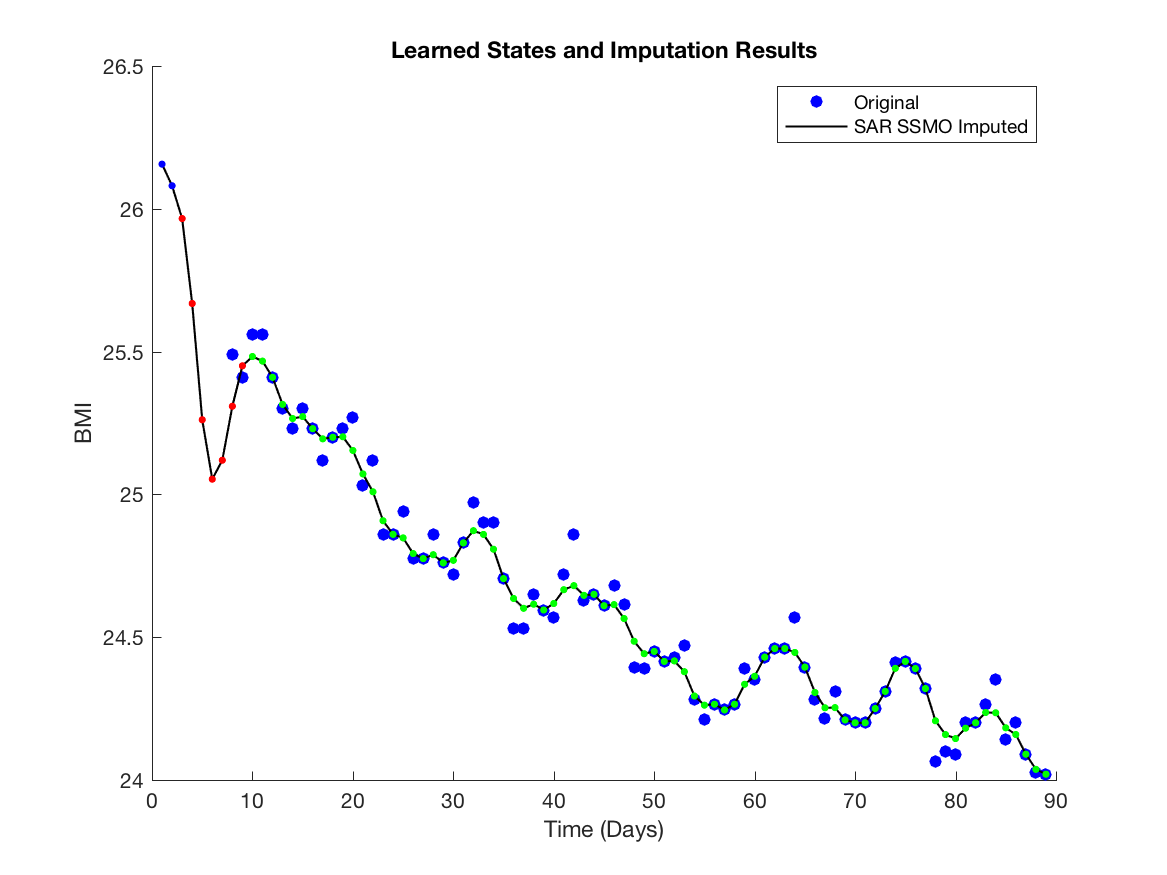 Learned States and Imputation Results
Original
SAR SSMO Imputed
BMI
26.5
26
25.5
25
24.5
24
0 10 20 30 40 50 60 70 80 90
Time (Days)